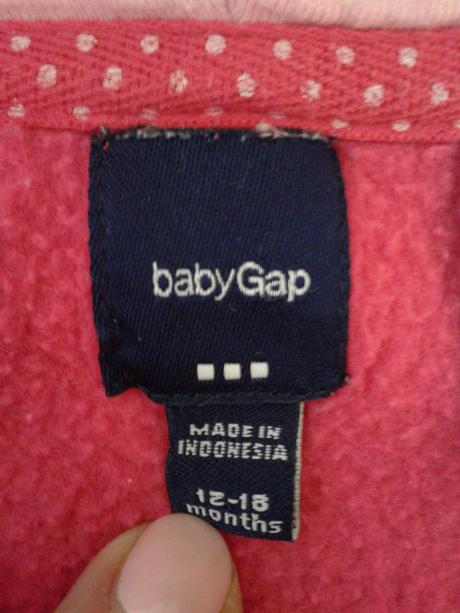 babyGap
MADE IN
INDONESIA
12-18
months